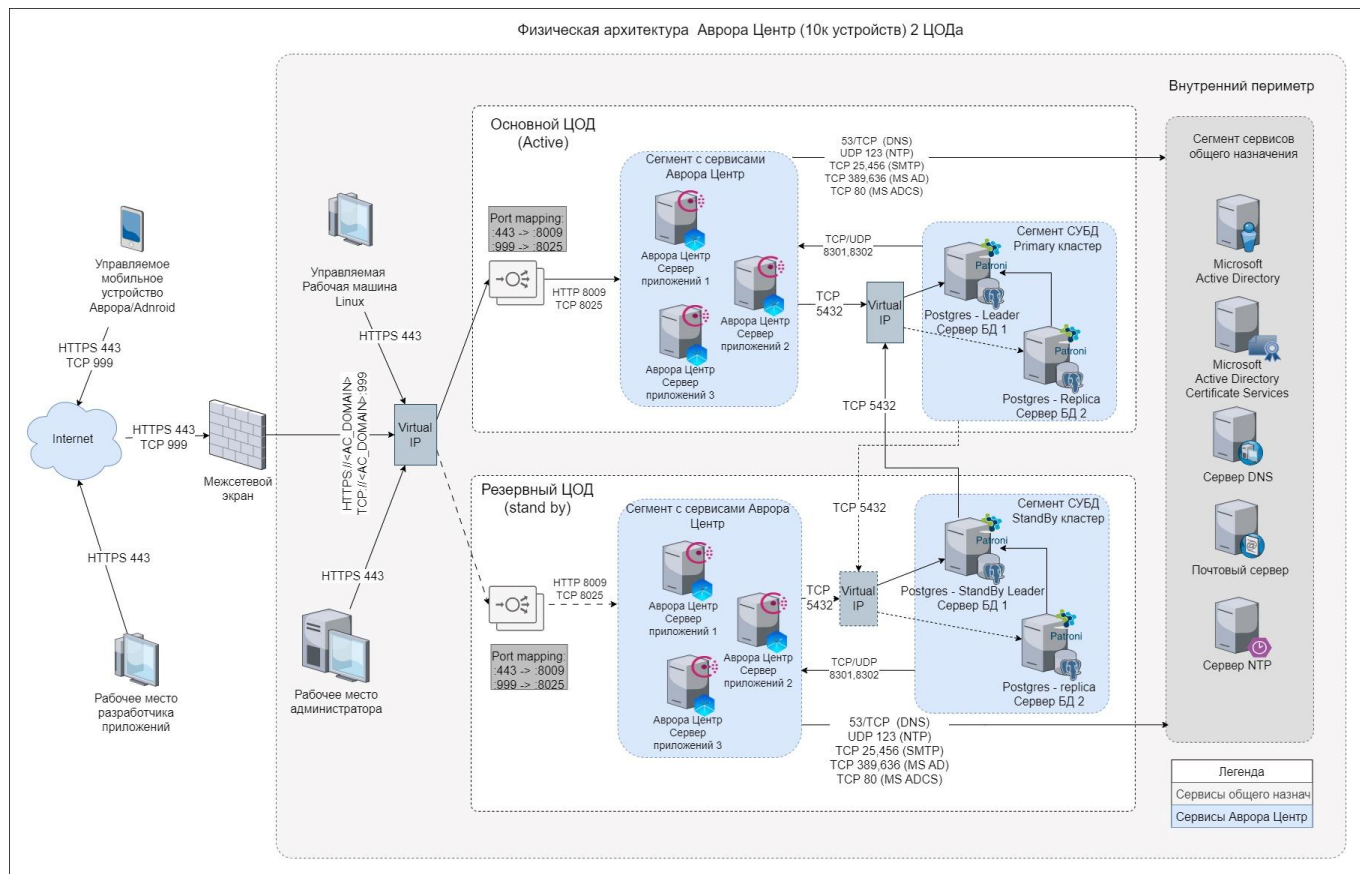 Физическая архитектура Аврора Центр (10к устройств) 2 ЦОДа
Внутренний периметр
Основной ЦОД
(Active)
Сегмент с сервисами
Аврора Центр
53/TCP (DNS)
UDP 123 (NTP)
TCP 25,456 (SMTP)
TCP 389,636 (MS AD)
TCP 80 (MS ADCS)
Сегмент сервисов
общего назначения
Port mapping:
:443 -> :8009
:999 -> :8025
HTTP 8009
TCP 8025
Аврора Центр
Сервер
приложений 1
Аврора Центр
Сервер
приложений 2
Аврора Центр
Сервер
приложений 3
TCP/UDP
8301,8302
TCP
5432
Virtual
IP
Сегмент СУБД
Primary кластер
Patroni
Postgres - Leader
Сервер БД 1
Patroni
Postgres - Replica
Сервер БД 2
Microsoft
Active Directory
Microsoft
Active Directory
Certificate Services
Сервер DNS
Почтовый сервер
Сервер NTP
Управляемое
мобильное
устройство
Аврора/Adnroid
HTTPS 443
TCP 999
Internet
HTTPS 443
TCP 999
Межсетевой
экран
HTTPS 443
Рабочее место
разработчика
приложений
Управляемая
Рабочая машина
Linux
HTTPS 443
HTTPS://<AC_DOMAIN>
TCP://<AC_DOMAIN>:999
Virtual
IP
HTTPS 443
Рабочее место
администратора
TCP 5432
TCP 5432
Резервный ЦОД
(stand by)
Сегмент с сервисами Аврора
Центр
HTTP 8009
TCP 8025
Port mapping:
:443 -> :8009
:999 -> :8025
Аврора Центр
Сервер
приложений 1
Аврора Центр
Сервер
приложений 2
Аврора Центр
Сервер
приложений 3
TCP
5432
Virtual
IP
TCP/UDP
8301,8302
Сегмент СУБД
StandBy кластер
Patroni
Postgres - StandBy Leader
Сервер БД 1
Patroni
Postgres - replica
Сервер БД 2
53/TCP (DNS)
UDP 123 (NTP)
TCP 25,456 (SMTP)
TCP 389,636 (MS AD)
TCP 80 (MS ADCS)
Легенда
Сервисы общего назнач
Сервисы Аврора Центр